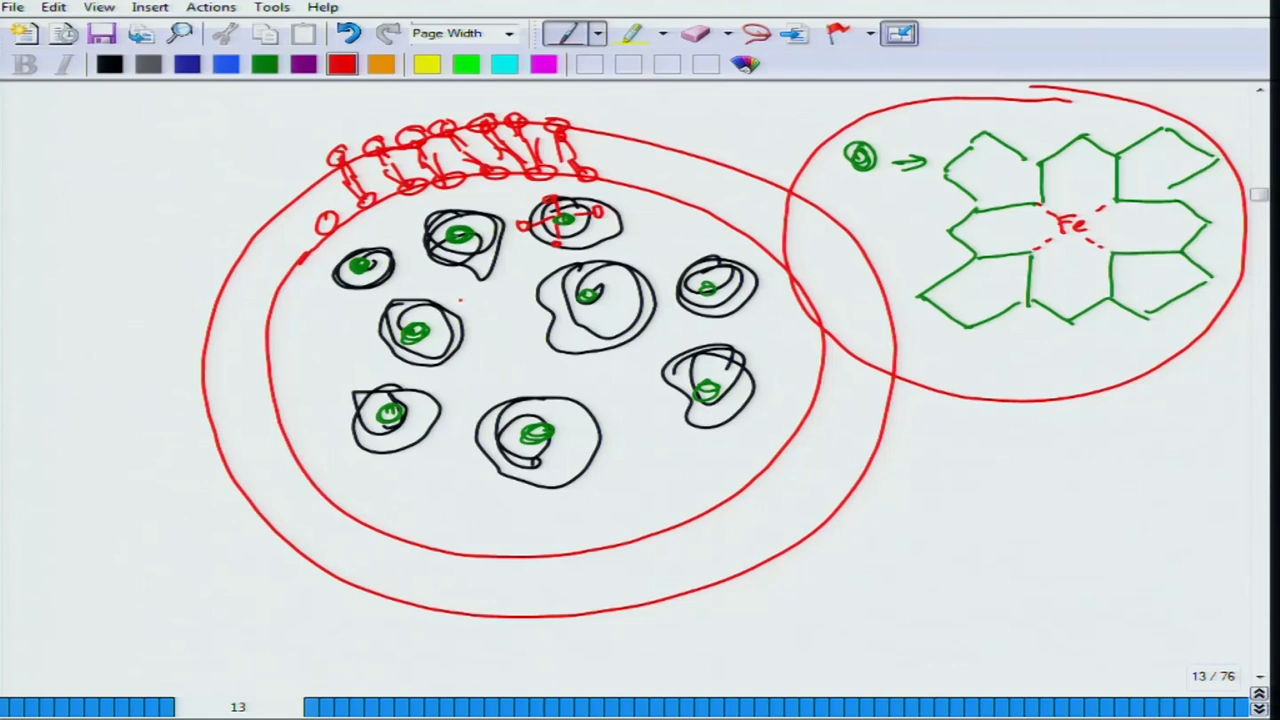 File Edit View Insert Actions Tools Help
Page Width
B I
Fe
13 / 76
13